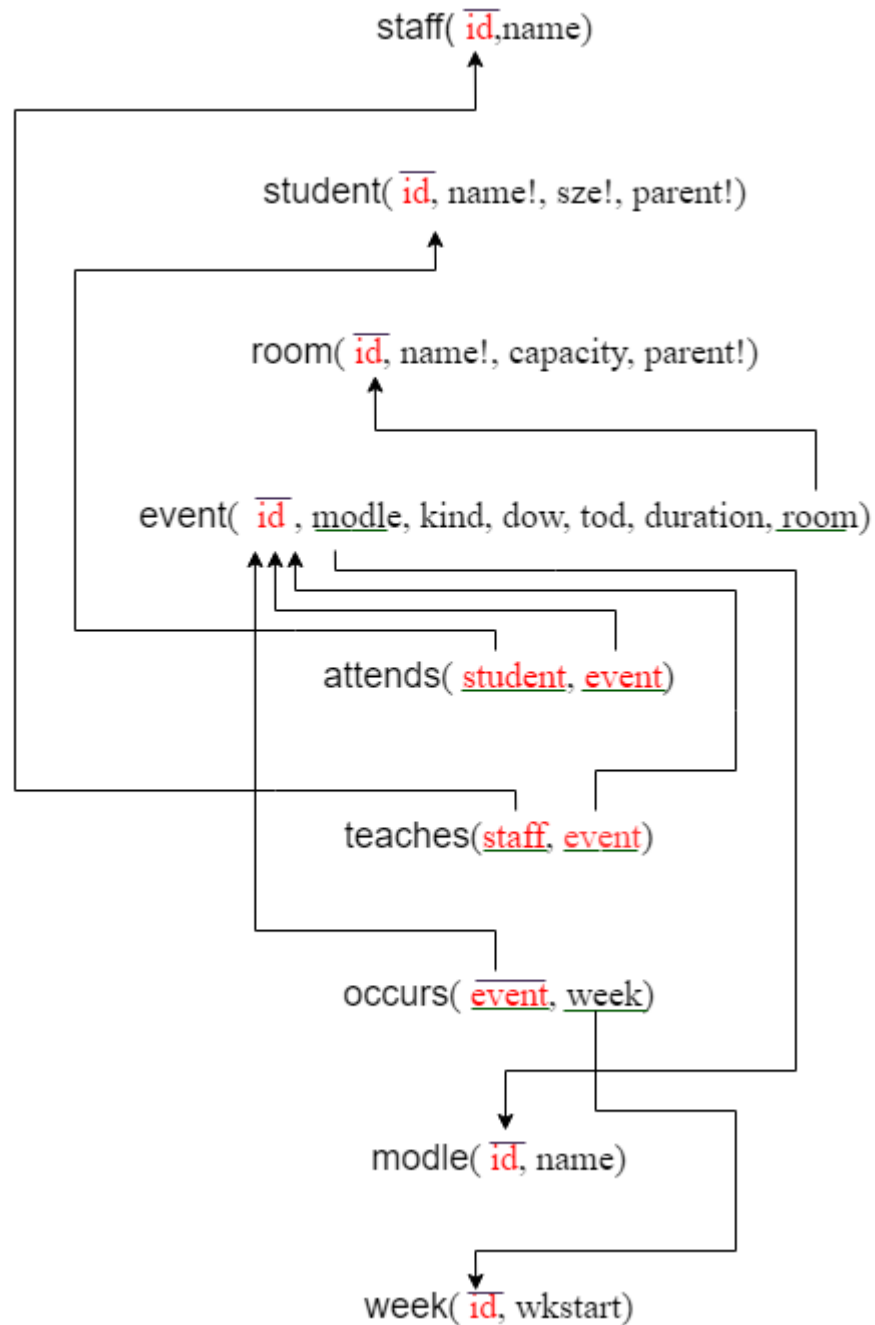 staff( id,name)
student( id, name!, sze!, parent!)
room( id, name!, capacity, parent!)
event( id , modle, kind, dow, tod, duration, room)
attends( student, event)
teaches(staff, event)
occurs( event, week)
modle( id, name)
week( id, wkstart)